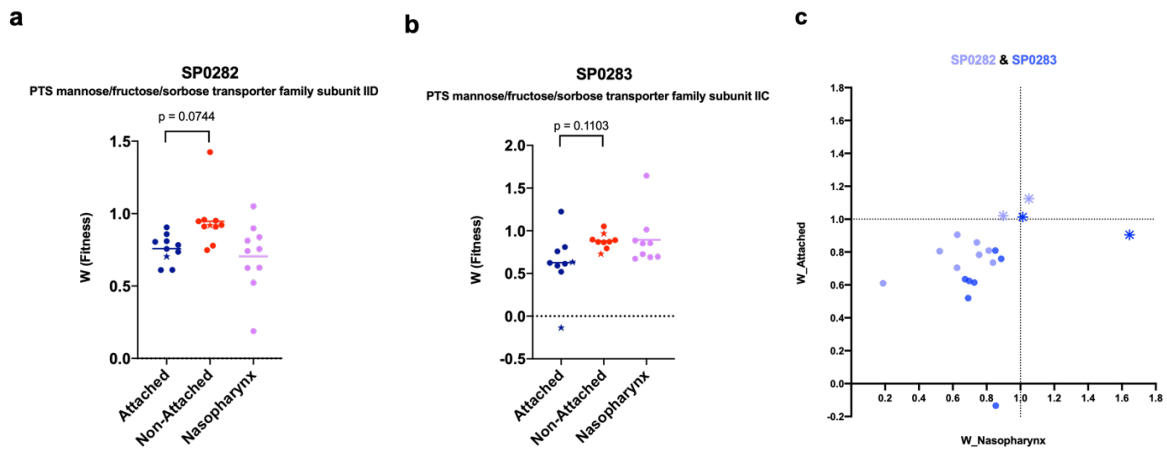 a
SP0282
PTS mannose/fructose/sorbose transporter family subunit IID
p = 0.0744
1.5
1.0
0.5
0.0
W (Fitness)
Attached
Non-Attached
Nasopharynx
b
SP0283
PTS mannose/fructose/sorbose transporter family subunit IIC
p = 0.1103
2.0
1.5
1.0
0.5
0.0
-0.5
W (Fitness)
Attached
Non-Attached
Nasopharynx
c
SP0282 & SP0283
1.8
1.6
1.4
1.2
1.0
0.8
0.6
0.4
0.2
0.0
-0.2
W_Attached
0.2 0.4 0.6 0.8 1.0 1.2 1.4 1.6 1.8
W_Nasopharynx